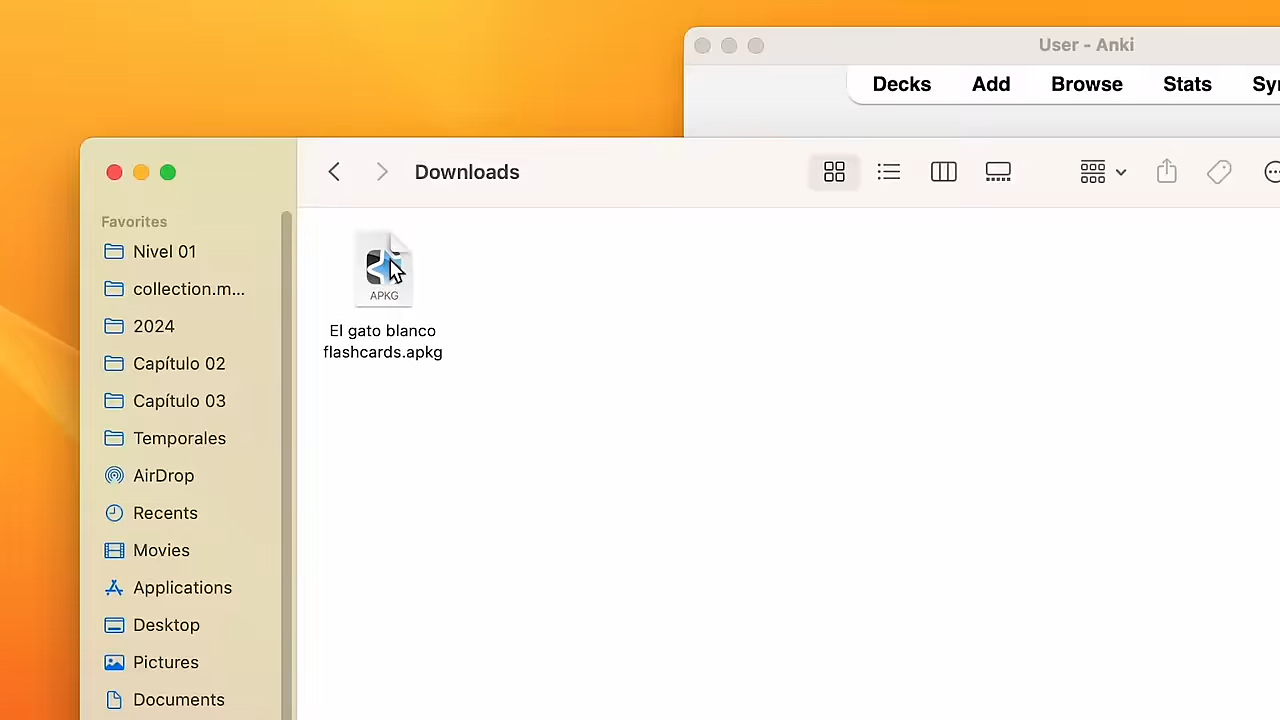 User - Anki
Decks Add Browse Stats
Downloads
Favorites
Nivel 01
collection.m...
2024
Capítulo 02
Capítulo 03
Temporales
AirDrop
Recents
Movies
Applications
Desktop
Pictures
Documents
APKG
El gato blanco
flashcards.apkg